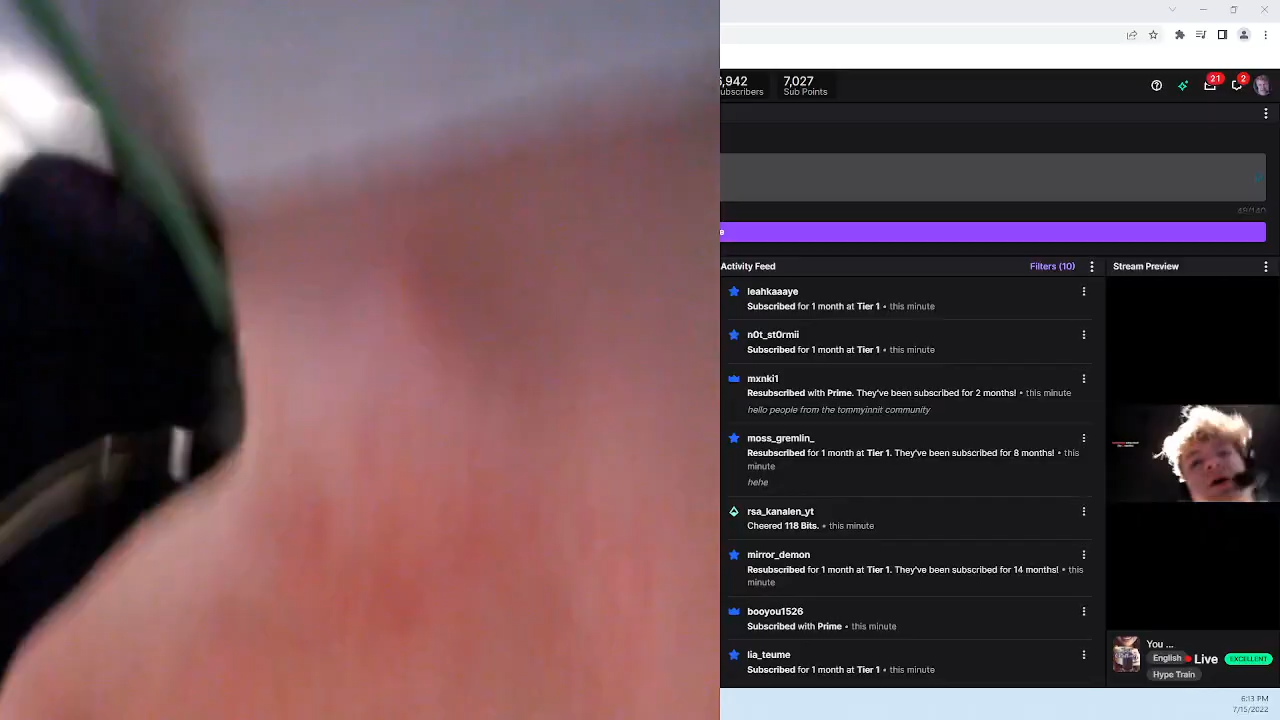 6,942
7,027
ubscribers
Sub Points
21
2
48/140
Activity Feed
Filters (10)
leahkaaaye
Subscribed for 1 month at Tier 1 • this minute
n0t_st0rmii
Subscribed for 1 month at Tier 1 • this minute
mxnki1
Resubscribed with Prime. They've been subscribed for 2 months! • this minute
hello people from the tommyinnit community
moss_gremlin_
Resubscribed for 1 month at Tier 1. They've been subscribed for 8 months! • this
minute
hehe
rsa_kanalen_yt
Cheered 118 Bits. • this minute
mirror_demon
Resubscribed for 1 month at Tier 1. They've been subscribed for 14 months! • this
minute
booyou1526
Subscribed with Prime • this minute
lia_teume
Subscribed for 1 month at Tier 1 • this minute
Stream Preview
You ...
English
Live
EXCELLENT
Hype Train
6:13 PM
7/15/2022